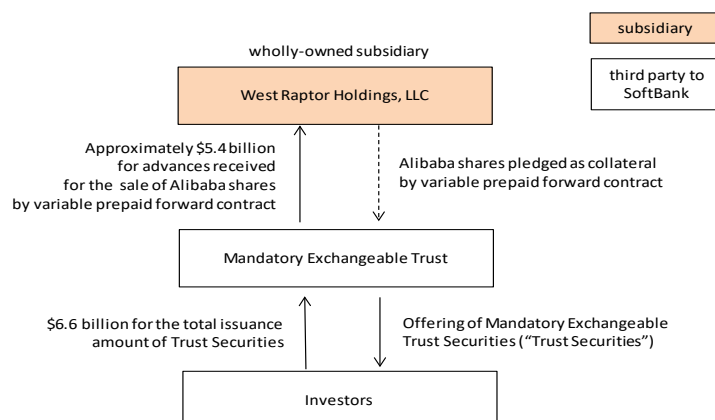 subsidiary
wholly-owned subsidiary
third party to
SoftBank
West Raptor Holdings, LLC
Approximately $5.4 billion
for advances received
for the sale of Alibaba shares
by variable prepaid forward contract
Alibaba shares pledged as collateral
by variable prepaid forward contract
Mandatory Exchangeable Trust
$6.6 billion for the total issuance
amount of Trust Securities
Offering of Mandatory Exchangeable
Trust Securities (“Trust Securities”)
Investors